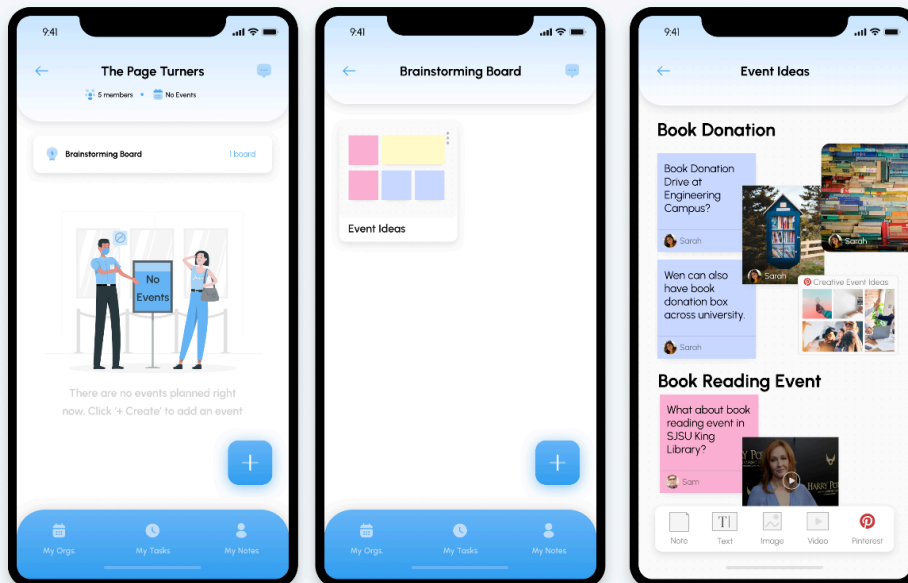 9:41
The Page Turners
5 members • No Events
Brainstorming Board 1 board
No
Events
There are no events planned right
now. Click '+ Create' to add an event
My Orgs. My Tasks My Notes
9:41
Brainstorming Board
Event Ideas
My Orgs. My Tasks My Notes
9:41
Event Ideas
Book Donation
Book Donation
Drive at
Engineering
Campus?
Sarah
Sarah
Sarah
Wen can also
have book
donation box
across university.
Sarah
Creative Event Ideas
Book Reading Event
What about book
reading event in
SJSU King
Library?
Sam
HARRY PO
HARRY POT
Note Text Image Video Pinterest